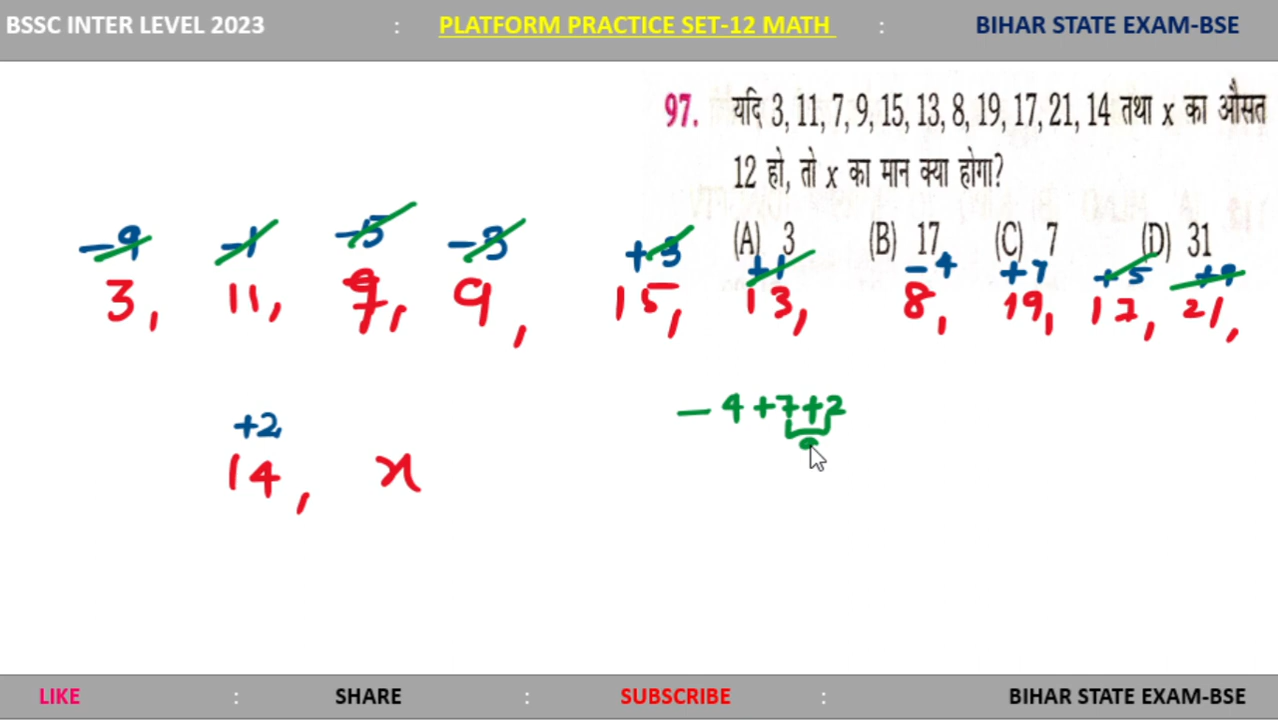 BSSC INTER LEVEL 2023 : PLATFORM PRACTICE SET-12 MATH : BIHAR STATE EXAM-BSE
97. यदि 3, 11, 7, 9, 15, 13, 8, 19, 17, 21, 14 तथा x का औसत
12 हो, तो x का मान क्या होगा?
(A) 3 (B) 17 (C) 7 (D) 31
-9 -1 -5 -3 +3 +1 -4 +7 +5 +9
3, 11, 7, 9, 15, 13, 8, 19, 17, 21,
-4+7+2
+2
14, x
LIKE : SHARE : SUBSCRIBE : BIHAR STATE EXAM-BSE